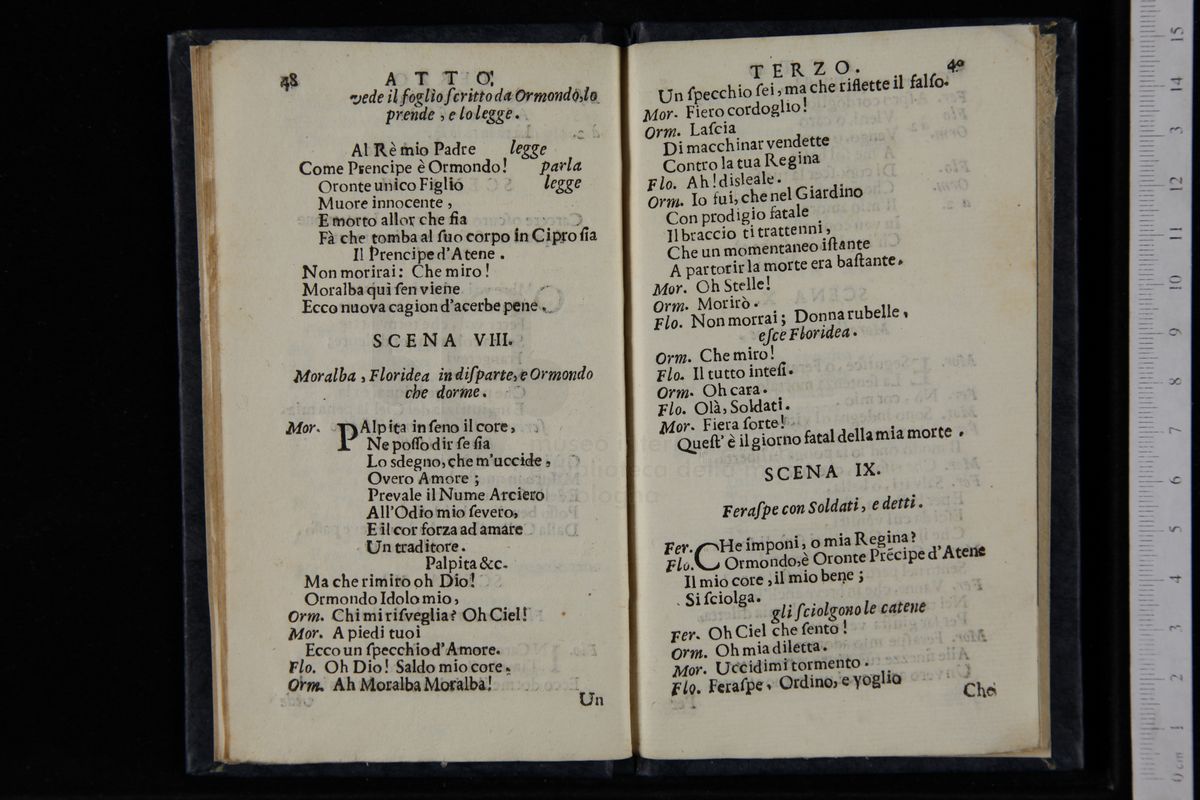 48 ATTO.
vede il foglio ſcritto da Ormondo, lo
prende, e lo legge.
Al Rè mio Padre legge
Come Prencipe è Ormondo! parla
Oronte unico Figlio legge
Muore innocente,
E morto allor che ſia
Fà che tomba al ſuo corpo in Cipro ſia
Il Prencipe d'Atene.
Non morirai: Che miro!
Moralba qui ſen viene
Ecco nuova cagion d'acerbe pene.
SCENA VIII.
Moralba, Floridea in diſparte, e Ormondo
che dorme.
Mor. PAlpita in ſeno il core,
Ne poſſo dir ſe ſia
Lo sdegno, che m'uccide,
Overo Amore;
Prevale il Nume Arciero
All'Odio mio ſevero,
E il cor forza ad amare
Un traditore.
Palpita &c.
Ma che rimiro oh Dio!
Ormondo Idolo mio,
Orm. Chi mi riſveglia? Oh Ciel!
Mor. A piedi tuoi
Ecco un ſpecchio d'Amore.
Flo. Oh Dio! Saldo mio core.
Orm. Ah Moralba Moralba!
Un
TERZO. 49
Un ſpecchio ſei, ma che riflette il falſo.
Mor. Fiero cordoglio!
Orm. Laſcia
Di macchinar vendette
Contro la tua Regina
Flo. Ah! disleale.
Orm. Io fui, che nel Giardino
Con prodigio fatale
Il braccio ti trattenni,
Che un momentaneo iſtante
A partorir la morte era baſtante.
Mor. Oh Stelle!
Orm. Morirò.
Flo. Non morrai; Donna rubelle,
eſce Floridea.
Orm. Che miro!
Flo. Il tutto inteſi.
Orm. Oh cara.
Flo. Olà, Soldati.
Mor. Fiera ſorte!
Queſt' è il giorno fatal della mia morte.
SCENA IX.
Feraſpe con Soldati, e detti.
Fer. CHe imponi, o mia Regina?
Flo. Ormondo, è Oronte Prẽcipe d'Atene
Il mio core, il mio bene;
Si ſciolga.
gli ſciolgono le catene
Fer. Oh Ciel che ſento!
Orm. Oh mia diletta.
Mor. Uccidimi tormento.
Flo. Feraſpe, Ordino, e voglio
Che